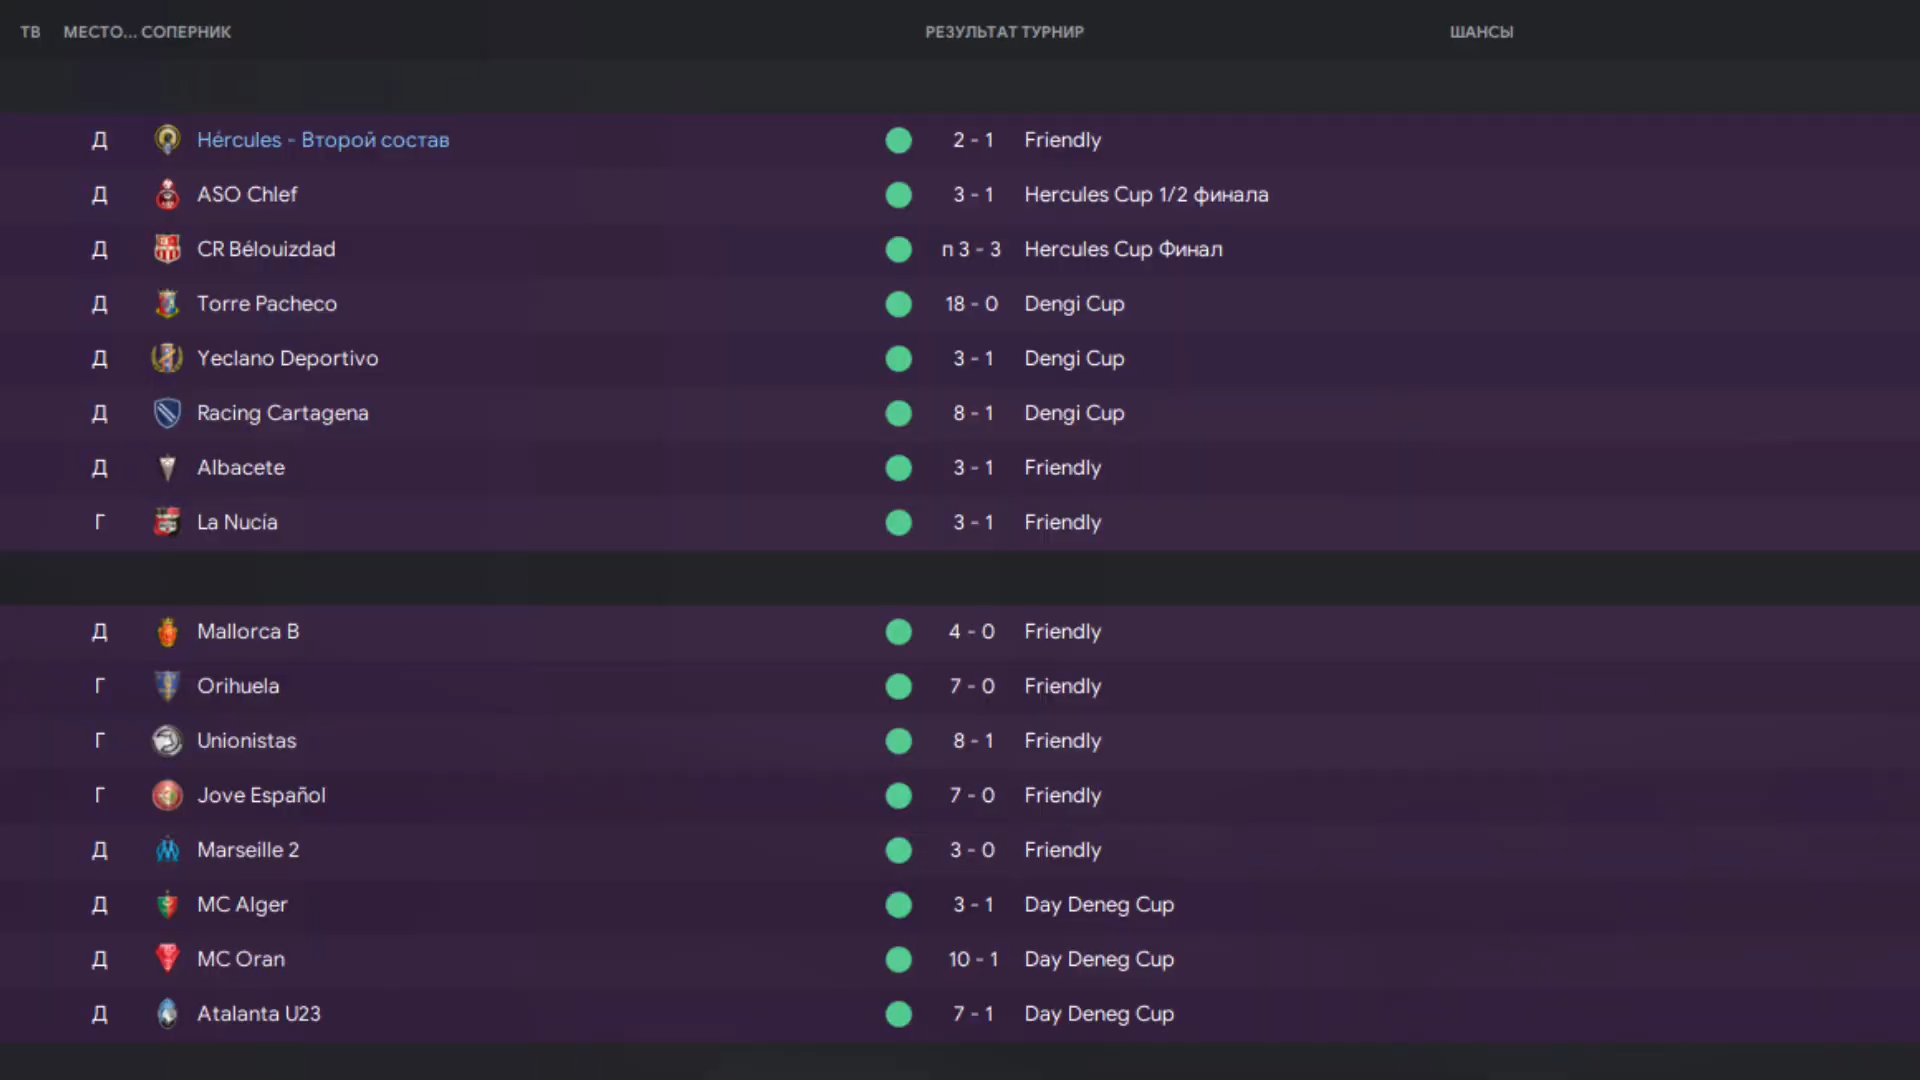 ТВ МЕСТО... СОПЕРНИК РЕЗУЛЬТАТ ТУРНИР ШАНСЫ
Д Hércules - Второй состав 2 - 1 Friendly
Д ASO Chlef 3 - 1 Hercules Cup 1/2 финала
Д CR Bélouizdad п 3 - 3 Hercules Cup Финал
Д Torre Pacheco 18 - 0 Dengi Cup
Д Yeclano Deportivo 3 - 1 Dengi Cup
Д Racing Cartagena 8 - 1 Dengi Cup
Д Albacete 3 - 1 Friendly
Г La Nucía 3 - 1 Friendly
Д Mallorca B 4 - 0 Friendly
Г Orihuela 7 - 0 Friendly
Г Unionistas 8 - 1 Friendly
Г Jove Español 7 - 0 Friendly
Д Marseille 2 3 - 0 Friendly
Д MC Alger 3 - 1 Day Deneg Cup
Д MC Oran 10 - 1 Day Deneg Cup
Д Atalanta U23 7 - 1 Day Deneg Cup